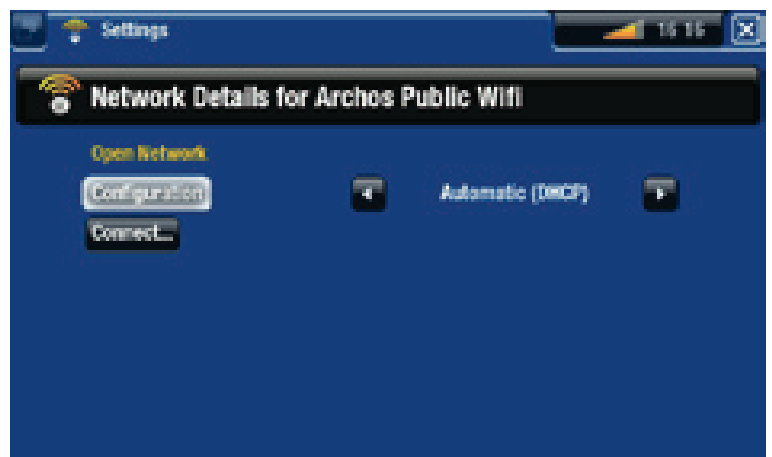 Settings 16 16
Network Details for Archos Public Wifi
Open Network
Configuration Automatic (DHCP)
Connect...